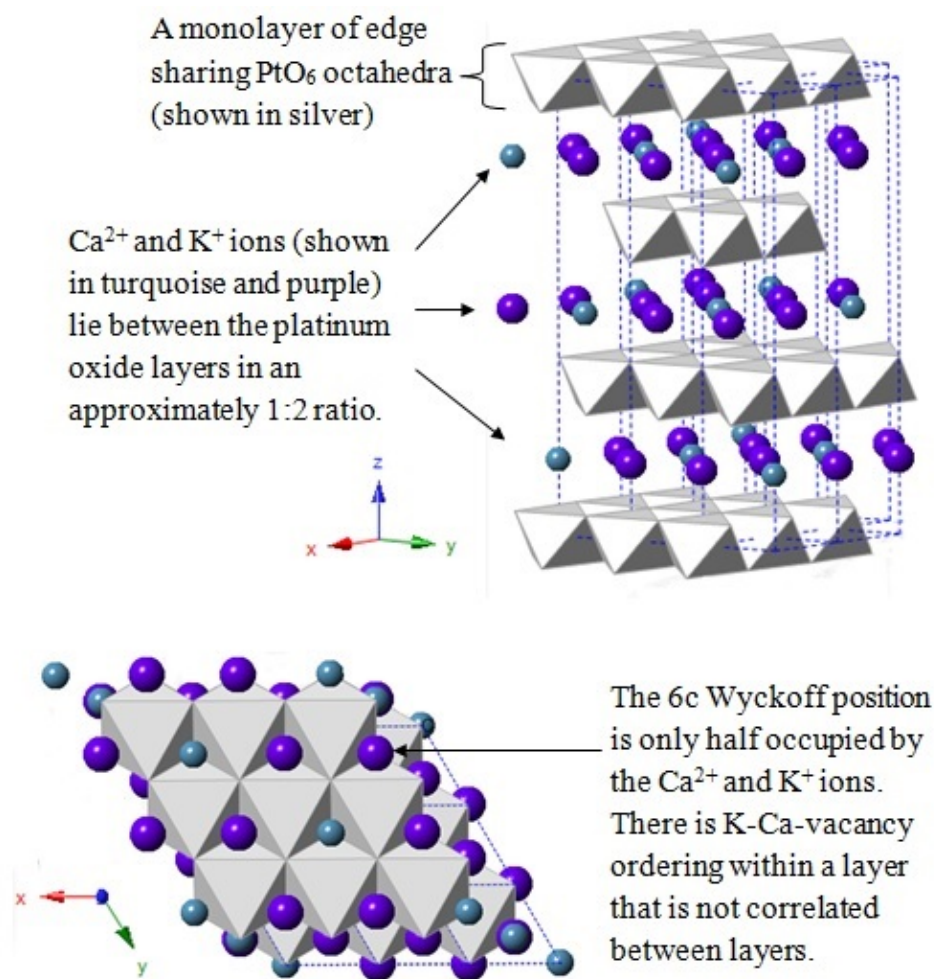 A monolayer of edge
sharing PtO₆ octahedra
(shown in silver)
Ca²⁺ and K⁺ ions (shown
in turquoise and purple)
lie between the platinum
oxide layers in an
approximately 1:2 ratio.
z
x
y
The 6c Wyckoff position
is only half occupied by
the Ca²⁺ and K⁺ ions.
There is K-Ca-vacancy
ordering within a layer
that is not correlated
between layers.
x
y